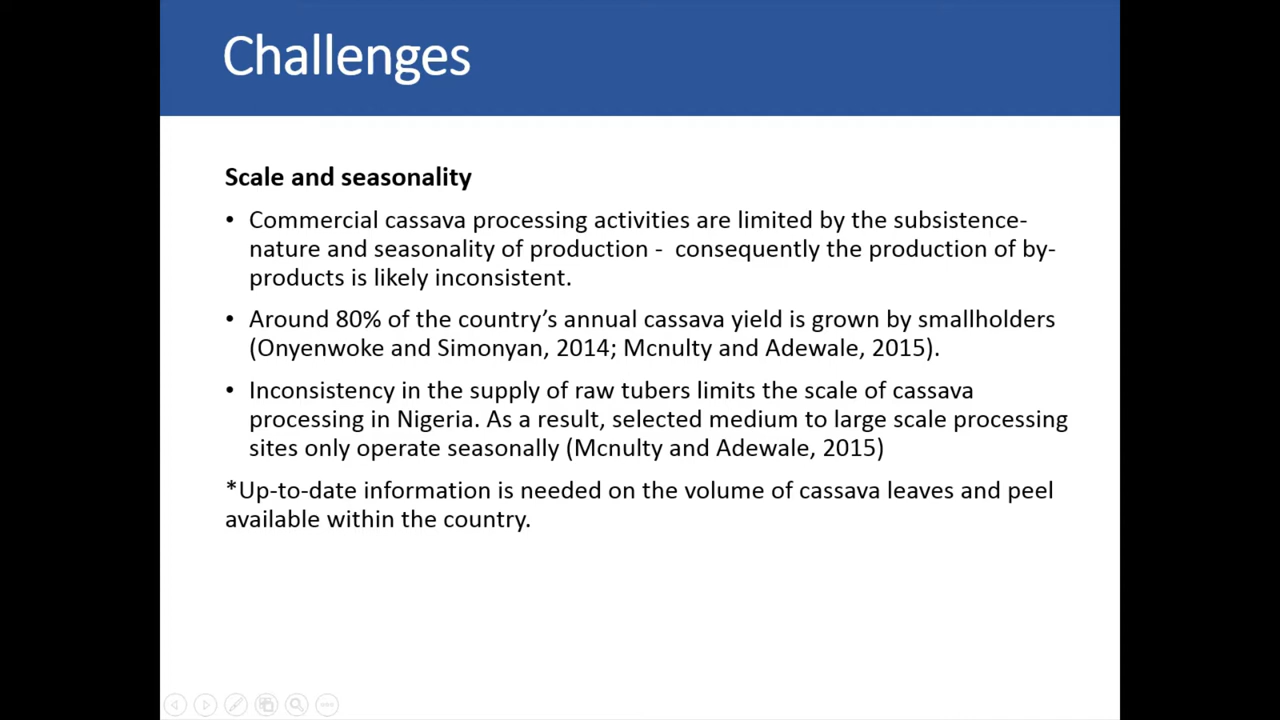 Challenges
Scale and seasonality
• Commercial cassava processing activities are limited by the subsistence-
nature and seasonality of production -  consequently the production of by-
products is likely inconsistent.
• Around 80% of the country’s annual cassava yield is grown by smallholders
(Onyenwoke and Simonyan, 2014; Mcnulty and Adewale, 2015).
• Inconsistency in the supply of raw tubers limits the scale of cassava
processing in Nigeria. As a result, selected medium to large scale processing
sites only operate seasonally (Mcnulty and Adewale, 2015)
*Up-to-date information is needed on the volume of cassava leaves and peel
available within the country.